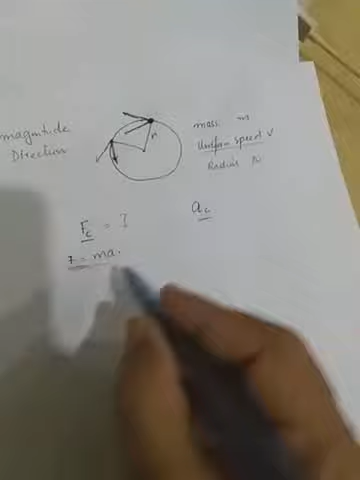 magnitude
Direction
r
mass m
Uniform speed v
Radius r
Fc = ?
ac
F = ma.